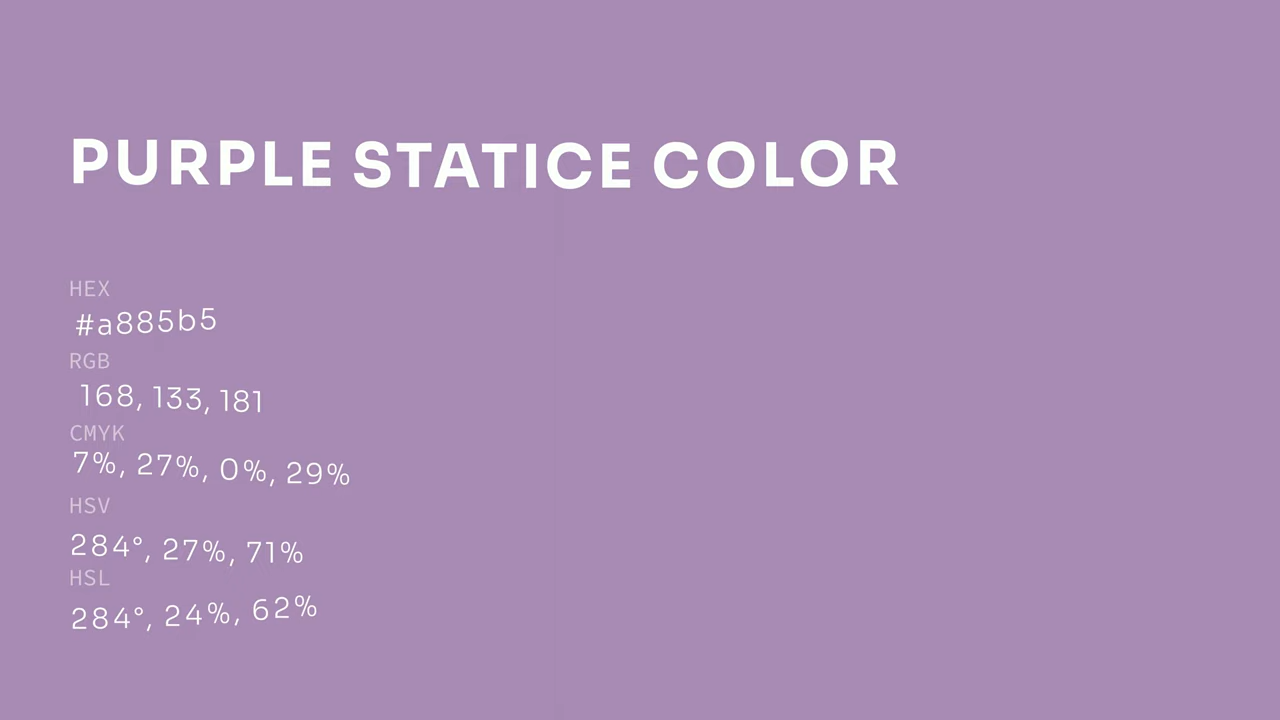 PURPLE STATICE COLOR
HEX
#a885b5
RGB
168, 133, 181
CMYK
7%, 27%, 0%, 29%
HSV
284°, 27%, 71%
HSL
284°, 24%, 62%